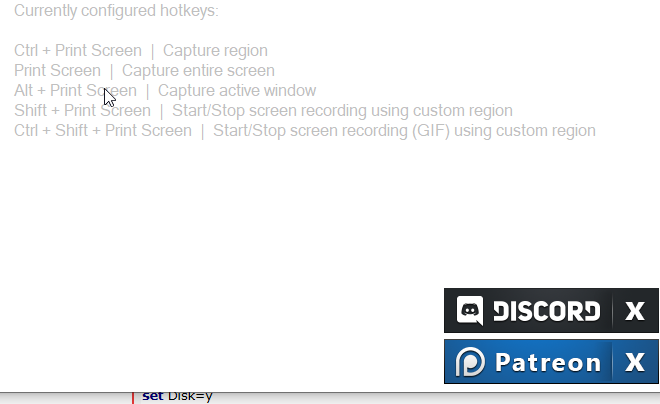 Currently configured hotkeys:
Ctrl + Print Screen | Capture region
Print Screen | Capture entire screen
Alt + Print Screen | Capture active window
Shift + Print Screen | Start/Stop screen recording using custom region
Ctrl + Shift + Print Screen | Start/Stop screen recording (GIF) using custom region
DISCORD X
Patreon X
set Disk=y